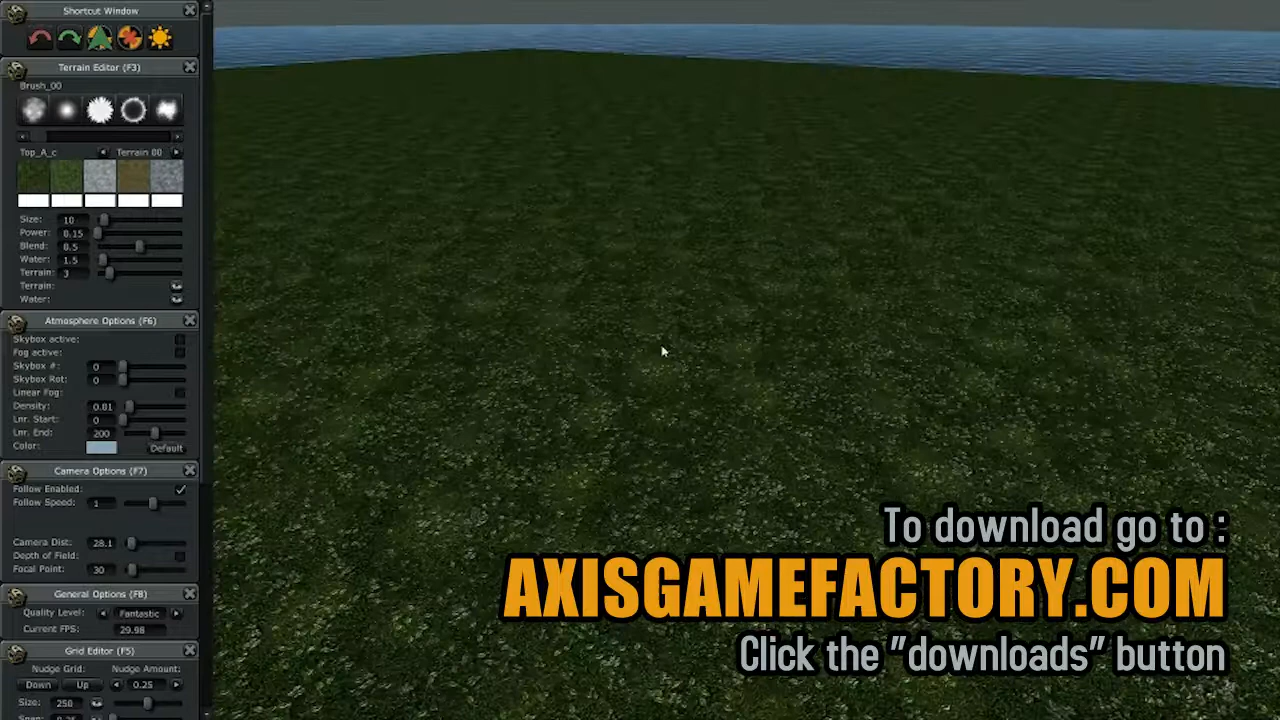 Shortcut Window
Terrain Editor (F3)
Brush_00
Top_A_c Terrain 00
Size: 10
Power: 0.15
Blend: 0.5
Water: 1.5
Terrain: 3
Terrain:
Water:
Atmosphere Options (F6)
Skybox active:
Fog active:
Skybox #: 0
Skybox Rot: 0
Linear Fog:
Density: 0.01
Lnr. Start: 0
Lnr. End: 200
Color: Default
Camera Options (F7)
Follow Enabled:
Follow Speed: 1
Camera Dist: 28.1
Depth of Field:
Focal Point: 30
General Options (F8)
Quality Level: Fantastic
Current FPS: 29.98
Grid Editor (F5)
Nudge Grid: Nudge Amount:
Down Up 0.25
Size: 250
To download go to :
AXISGAMEFACTORY.COM
Click the "downloads" button